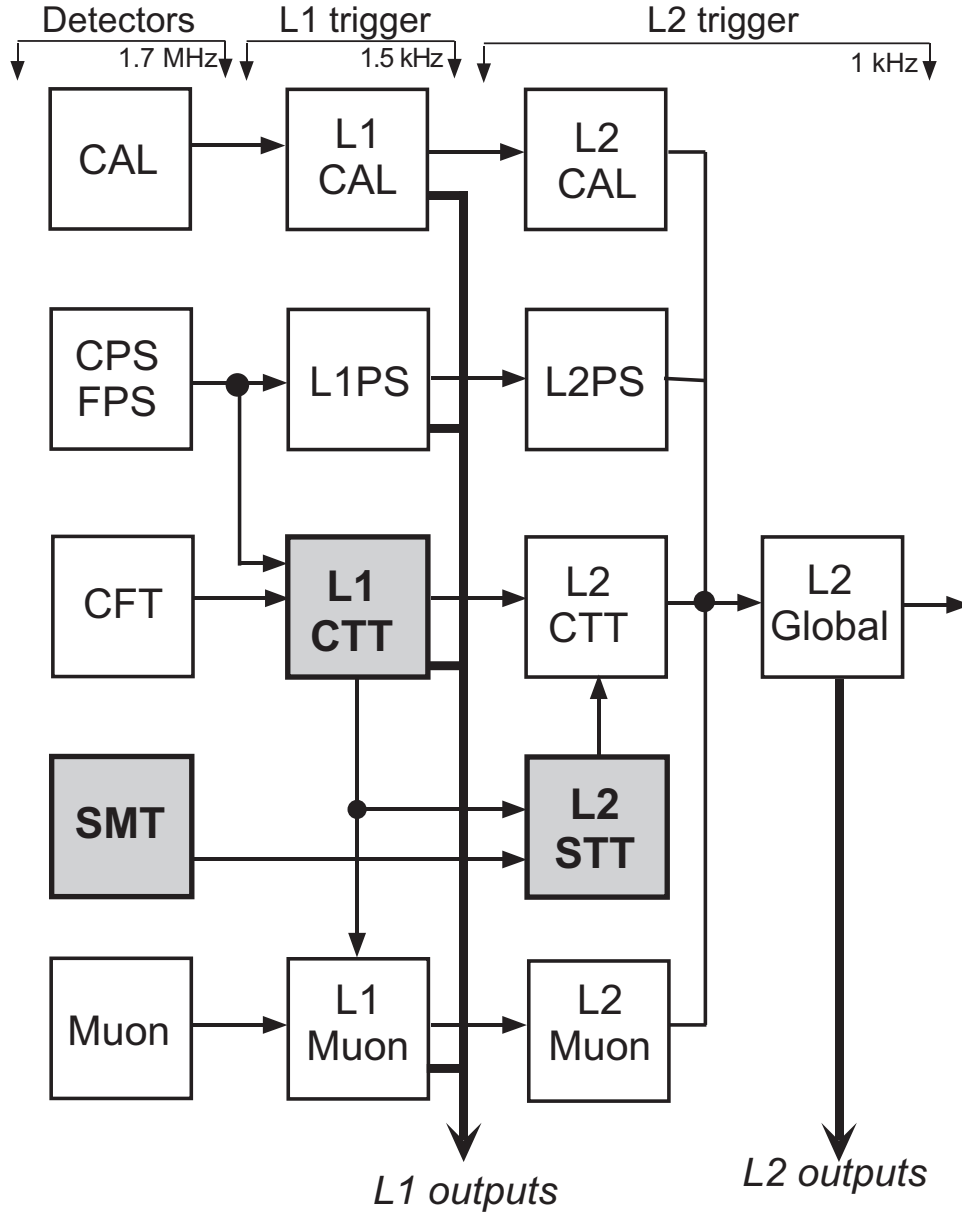 Detectors
L1 trigger
L2 trigger
1.7 MHz
1.5 kHz
1 kHz
CAL
L1
CAL
L2
CAL
CPS
FPS
L1PS
L2PS
CFT
L1
CTT
L2
CTT
L2
Global
SMT
L2
STT
Muon
L1
Muon
L2
Muon
L1 outputs
L2 outputs